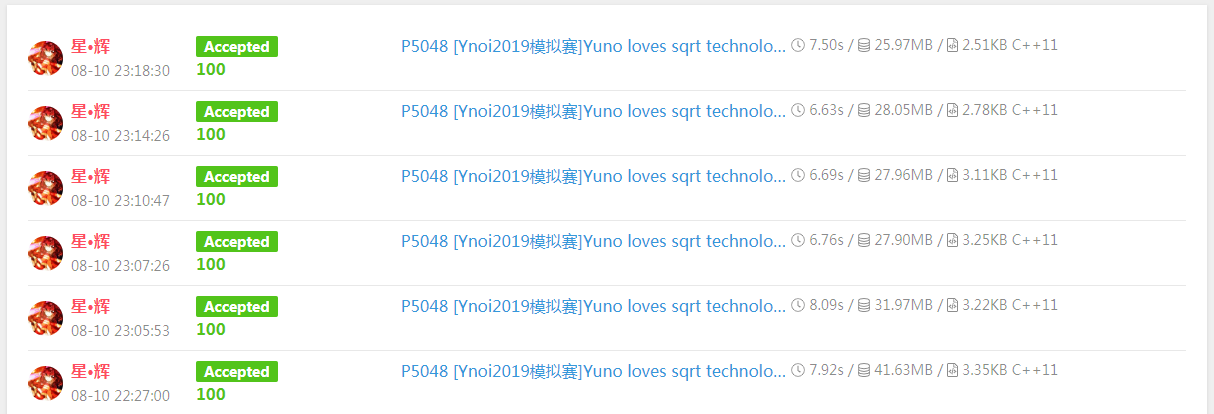 星•辉 Accepted P5048 [Ynoi2019模拟赛]Yuno loves sqrt technolo... 7.50s / 25.97MB / 2.51KB C++11
08-10 23:18:30 100
星•辉 Accepted P5048 [Ynoi2019模拟赛]Yuno loves sqrt technolo... 6.63s / 28.05MB / 2.78KB C++11
08-10 23:14:26 100
星•辉 Accepted P5048 [Ynoi2019模拟赛]Yuno loves sqrt technolo... 6.69s / 27.96MB / 3.11KB C++11
08-10 23:10:47 100
星•辉 Accepted P5048 [Ynoi2019模拟赛]Yuno loves sqrt technolo... 6.76s / 27.90MB / 3.25KB C++11
08-10 23:07:26 100
星•辉 Accepted P5048 [Ynoi2019模拟赛]Yuno loves sqrt technolo... 8.09s / 31.97MB / 3.22KB C++11
08-10 23:05:53 100
星•辉 Accepted P5048 [Ynoi2019模拟赛]Yuno loves sqrt technolo... 7.92s / 41.63MB / 3.35KB C++11
08-10 22:27:00 100